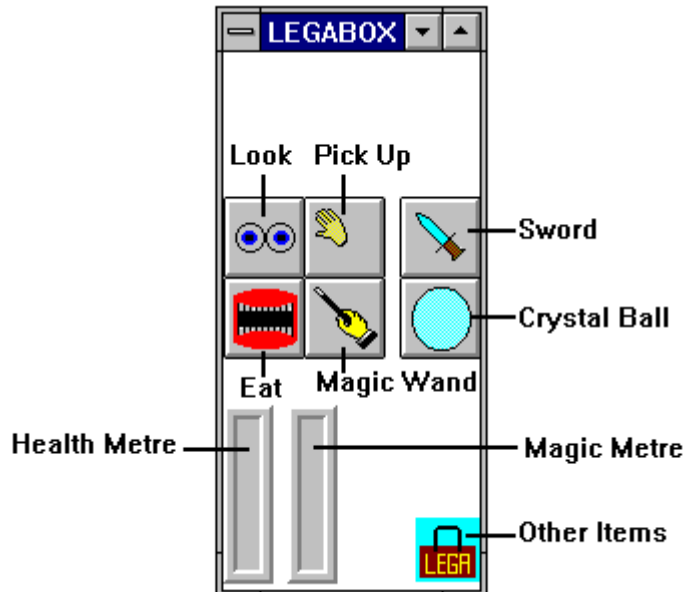 LEGABOX
Look Pick Up
Sword
Crystal Ball
Eat Magic Wand
Health Metre
Magic Metre
Other Items
LEGA